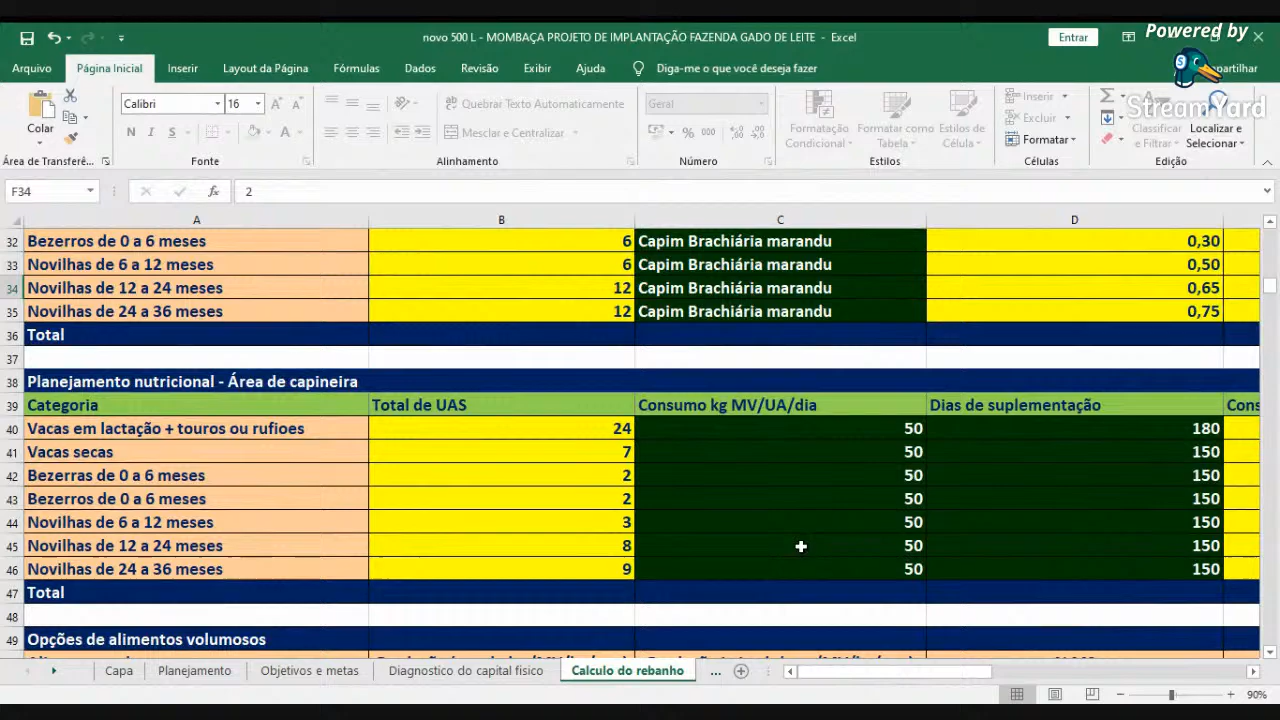 Powered by
StreamYard
novo 500 L - MOMBAÇA PROJETO DE IMPLANTAÇÃO FAZENDA GADO DE LEITE - Excel
Entrar
Arquivo Página Inicial Inserir Layout da Página Fórmulas Dados Revisão Exibir Ajuda Diga-me o que você deseja fazer
Colar
Calibri 16
N I S
Quebrar Texto Automaticamente
Mesclar e Centralizar
Geral
% 000
Formatação Condicional
Formatar como Tabela
Estilos de Célula
Inserir
Excluir
Formatar
Classificar e Filtrar
Localizar e Selecionar
Área de Transferê... Fonte Alinhamento Número Estilos Células Edição
F34 fx 2
A B C D
32 Bezerros de 0 a 6 meses 6 Capim Brachiária marandu 0,30
33 Novilhas de 6 a 12 meses 6 Capim Brachiária marandu 0,50
34 Novilhas de 12 a 24 meses 12 Capim Brachiária marandu 0,65
35 Novilhas de 24 a 36 meses 12 Capim Brachiária marandu 0,75
36 Total
37
38 Planejamento nutricional - Área de capineira
39 Categoria Total de UAS Consumo kg MV/UA/dia Dias de suplementação Cons
40 Vacas em lactação + touros ou rufioes 24 50 180
41 Vacas secas 7 50 150
42 Bezerras de 0 a 6 meses 2 50 150
43 Bezerros de 0 a 6 meses 2 50 150
44 Novilhas de 6 a 12 meses 3 50 150
45 Novilhas de 12 a 24 meses 8 50 150
46 Novilhas de 24 a 36 meses 9 50 150
47 Total
48
49 Opções de alimentos volumosos
Capa Planejamento Objetivos e metas Diagnostico do capital fisico Calculo do rebanho ...
90%